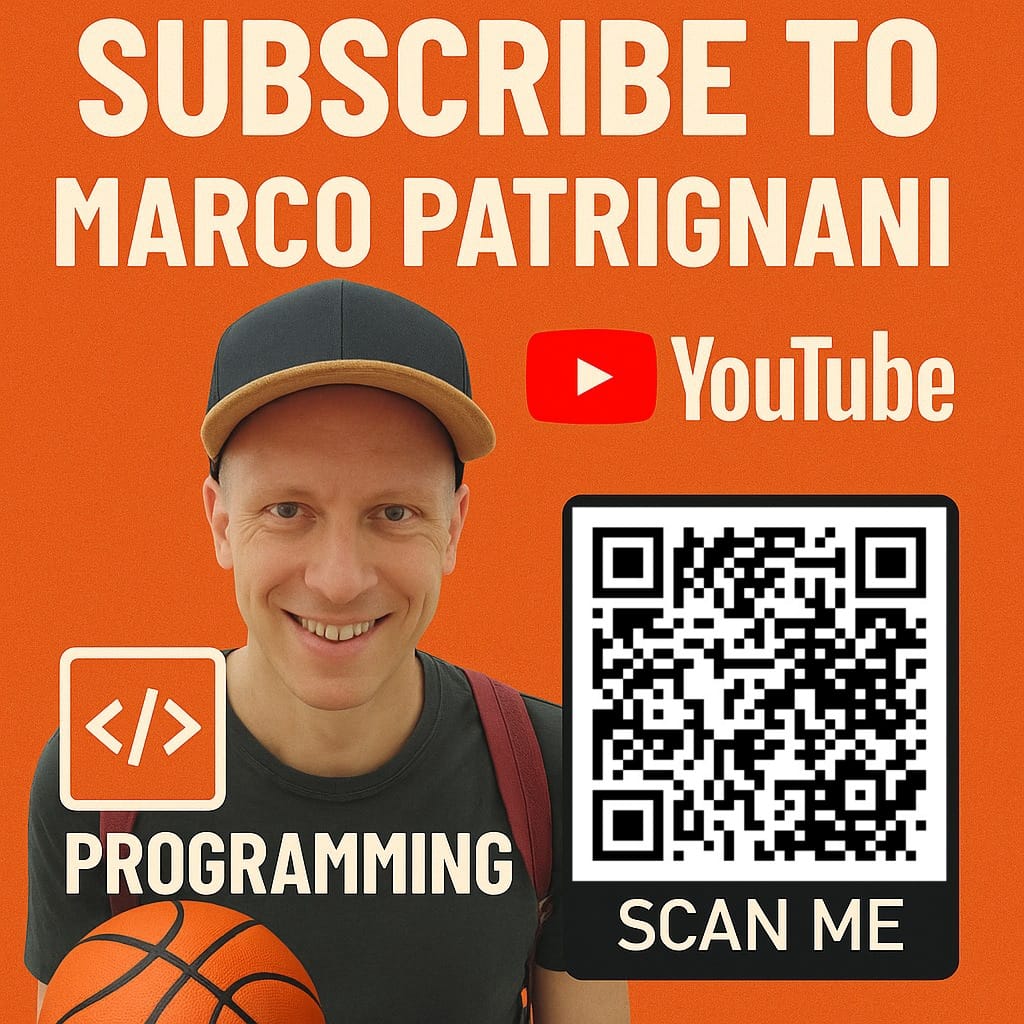 SUBSCRIBE TO
MARCO PATRIGNANI
YouTube
</>
PROGRAMMING
SCAN ME